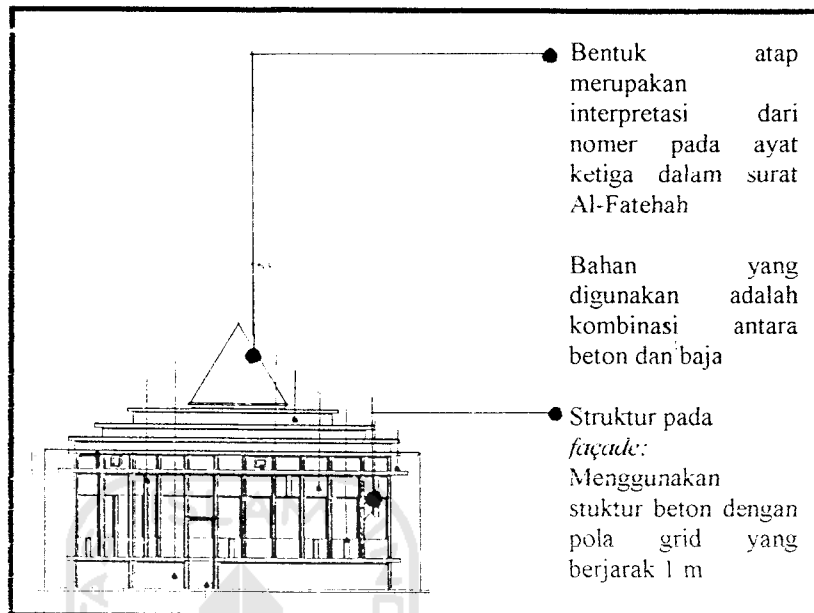 Bentuk atap
merupakan
interpretasi dari
nomer pada ayat
ketiga dalam surat
Al-Fatehah
Bahan yang
digunakan adalah
kombinasi antara
beton dan baja
Struktur pada
façade:
Menggunakan
stuktur beton dengan
pola grid yang
berjarak 1 m